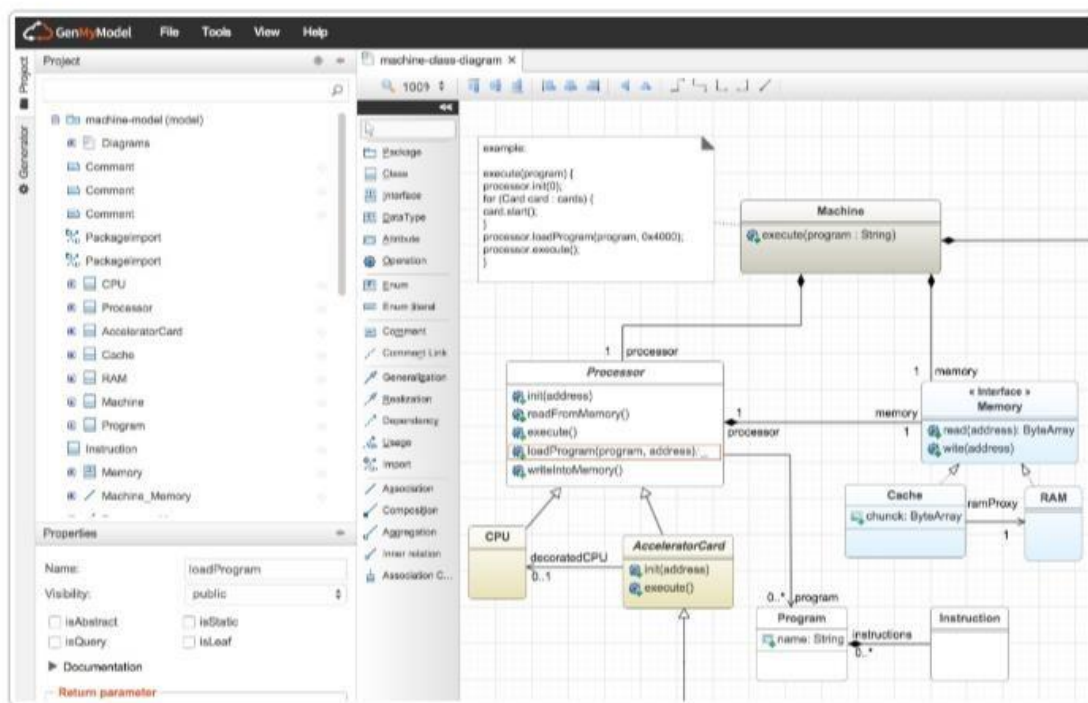 GenMyModel File Tools View Help
Project
Generator
Project
machine-model (model)
Diagrams
Comment
Comment
Comment
PackageImport
PackageImport
CPU
Processor
AcceleratorCard
Cache
RAM
Machine
Program
Instruction
Memory
Machine_Memory
Properties
Name: loadProgram
Visibility: public
isAbstract isStatic
isQuery isLeaf
Documentation
Return parameter
machine-class-diagram
Package
Class
Interface
DataType
Attribute
Operation
Enum
Enum literal
Comment
Comment Link
Generalization
Realization
Dependency
Usage
Import
Association
Composition
Aggregation
Inner relation
Association C...
example:
execute(program) {
processor.init(0);
for (Card card : cards) {
card.start();
}
processor.loadProgram(program, 0x4000);
processor.execute();
}
Machine
execute(program : String)
1 processor
1 memory
Processor
init(address)
readFromMemory()
execute()
loadProgram(program, address): ...
writeIntoMemory()
1 memory
processor 1
« Interface »
Memory
read(address): ByteArray
wite(address)
Cache
chunck: ByteArray
ramProxy
1
RAM
CPU
decoratedCPU
0..1
AcceleratorCard
init(address)
execute()
0..* program
Program
name: String
instructions
0..*
Instruction